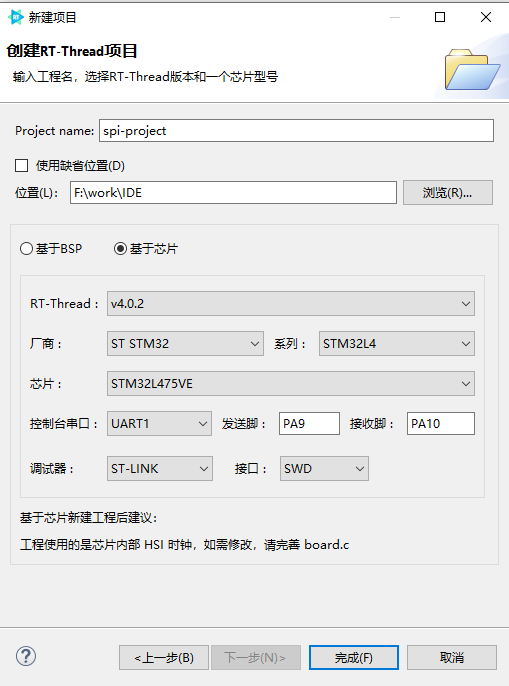 新建项目
创建RT-Thread项目
输入工程名，选择RT-Thread版本和一个芯片型号
Project name: spi-project
使用缺省位置(D)
位置(L): F:\work\IDE 浏览(R)...
基于BSP 基于芯片
RT-Thread : v4.0.2
厂商 : ST STM32 系列 : STM32L4
芯片 : STM32L475VE
控制台串口 : UART1 发送脚 : PA9 接收脚 : PA10
调试器 : ST-LINK 接口 : SWD
基于芯片新建工程后建议:
工程使用的是芯片内部 HSI 时钟，如需修改，请完善 board.c
? <上一步(B) 下一步(N)> 完成(F) 取消